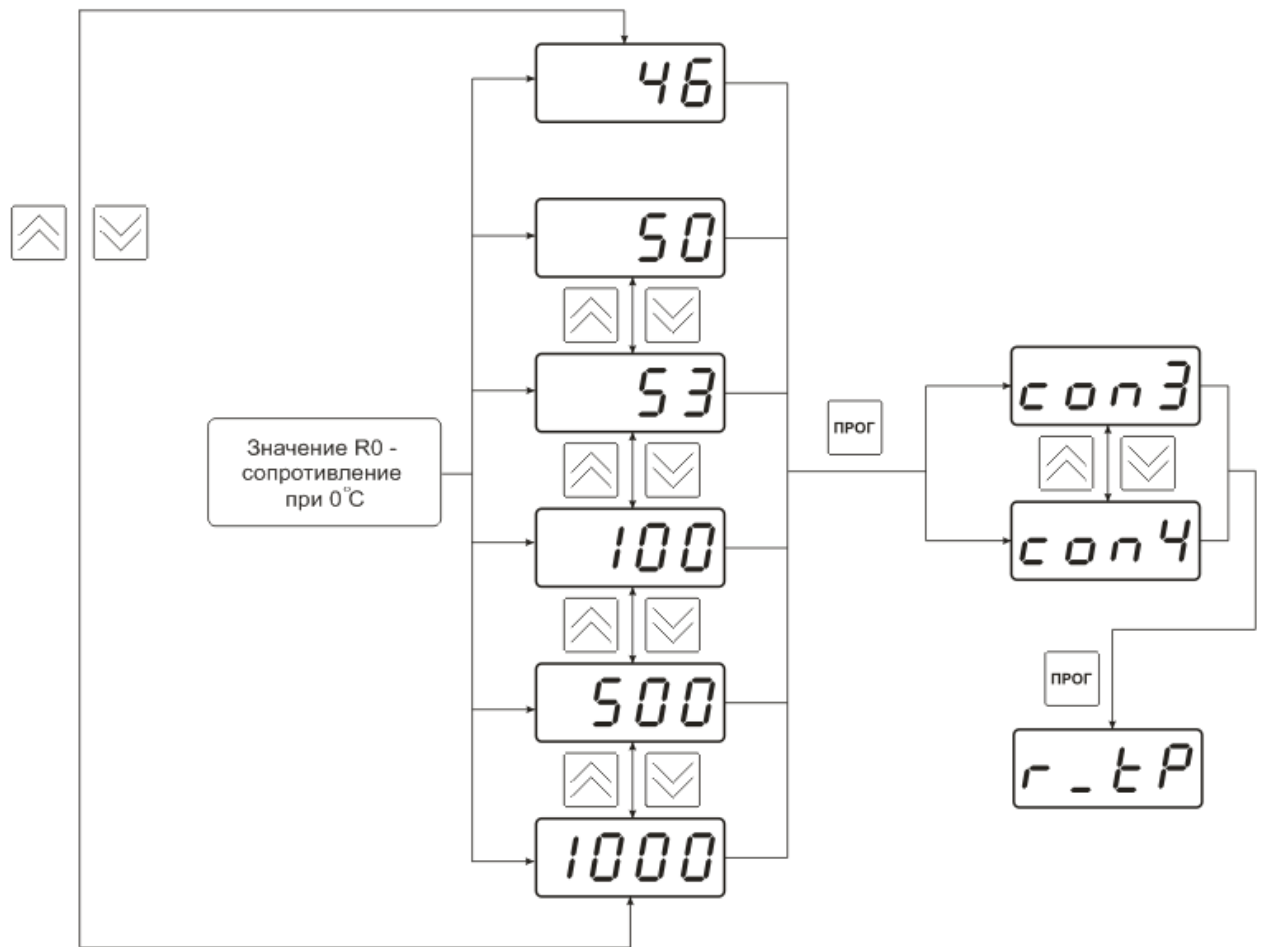 46
50
53
ПРОГ
con3
Значение R0 -
сопротивление
при 0°C
100
con4
500
ПРОГ
r_tP
1000